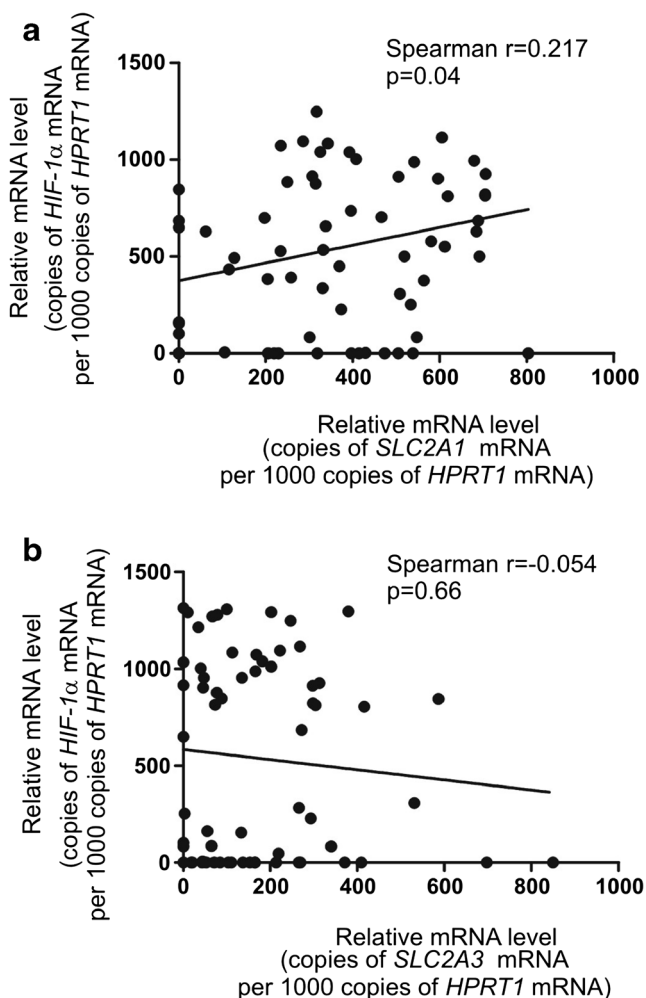 a
Spearman r=0.217
p=0.04
Relative mRNA level
(copies of HIF-1α mRNA
per 1000 copies of HPRT1 mRNA)
1500
1000
500
0
0 200 400 600 800 1000
Relative mRNA level
(copies of SLC2A1 mRNA
per 1000 copies of HPRT1 mRNA)
b
Spearman r=-0.054
p=0.66
Relative mRNA level
(copies of HIF-1α mRNA
per 1000 copies of HPRT1 mRNA)
1500
1000
500
0
0 200 400 600 800 1000
Relative mRNA level
(copies of SLC2A3 mRNA
per 1000 copies of HPRT1 mRNA)